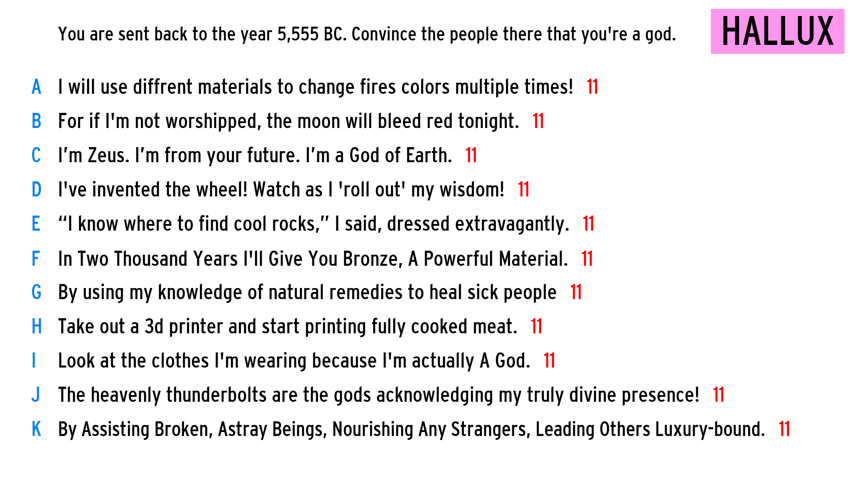 You are sent back to the year 5,555 BC. Convince the people there that you're a god.
HALLUX
A I will use diffrent materials to change fires colors multiple times! 11
B For if I'm not worshipped, the moon will bleed red tonight. 11
C I’m Zeus. I’m from your future. I’m a God of Earth. 11
D I've invented the wheel! Watch as I 'roll out' my wisdom! 11
E “I know where to find cool rocks,” I said, dressed extravagantly. 11
F In Two Thousand Years I'll Give You Bronze, A Powerful Material. 11
G By using my knowledge of natural remedies to heal sick people 11
H Take out a 3d printer and start printing fully cooked meat. 11
I Look at the clothes I'm wearing because I'm actually A God. 11
J The heavenly thunderbolts are the gods acknowledging my truly divine presence! 11
K By Assisting Broken, Astray Beings, Nourishing Any Strangers, Leading Others Luxury-bound. 11